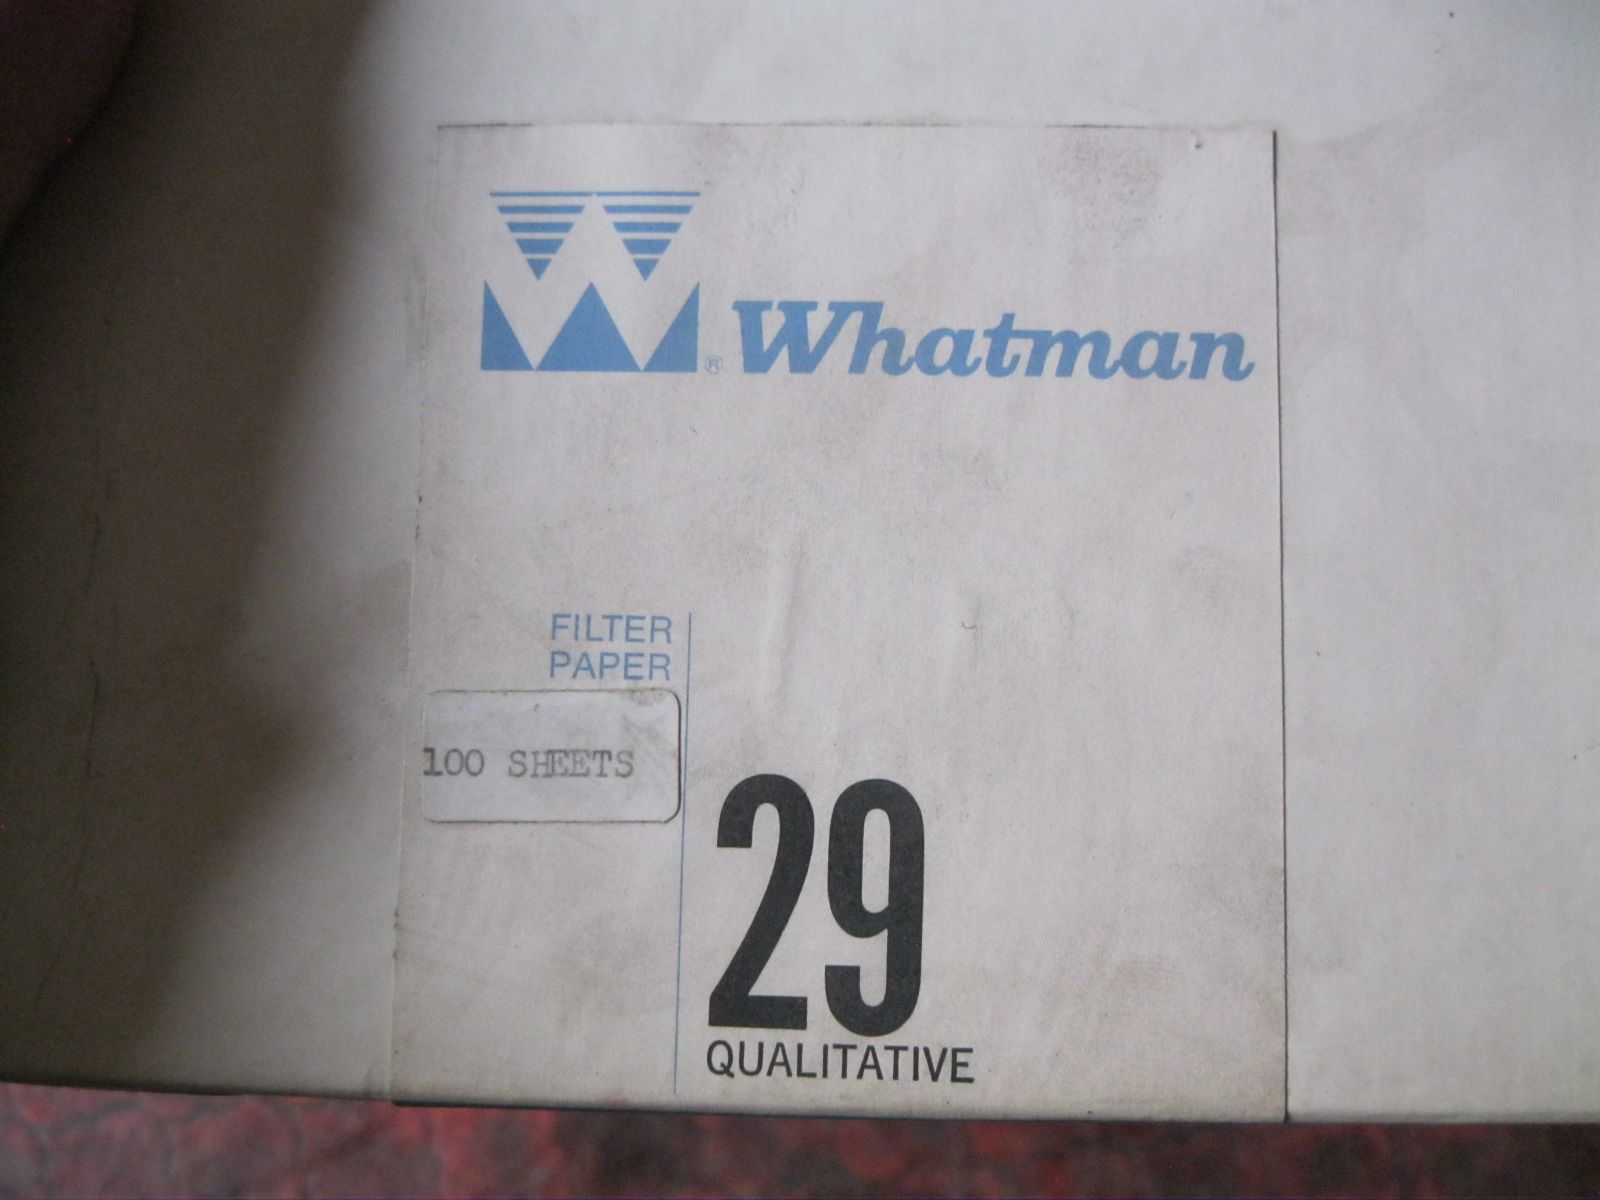 ® Whatman
FILTER
PAPER
100 SHEETS
29
QUALITATIVE